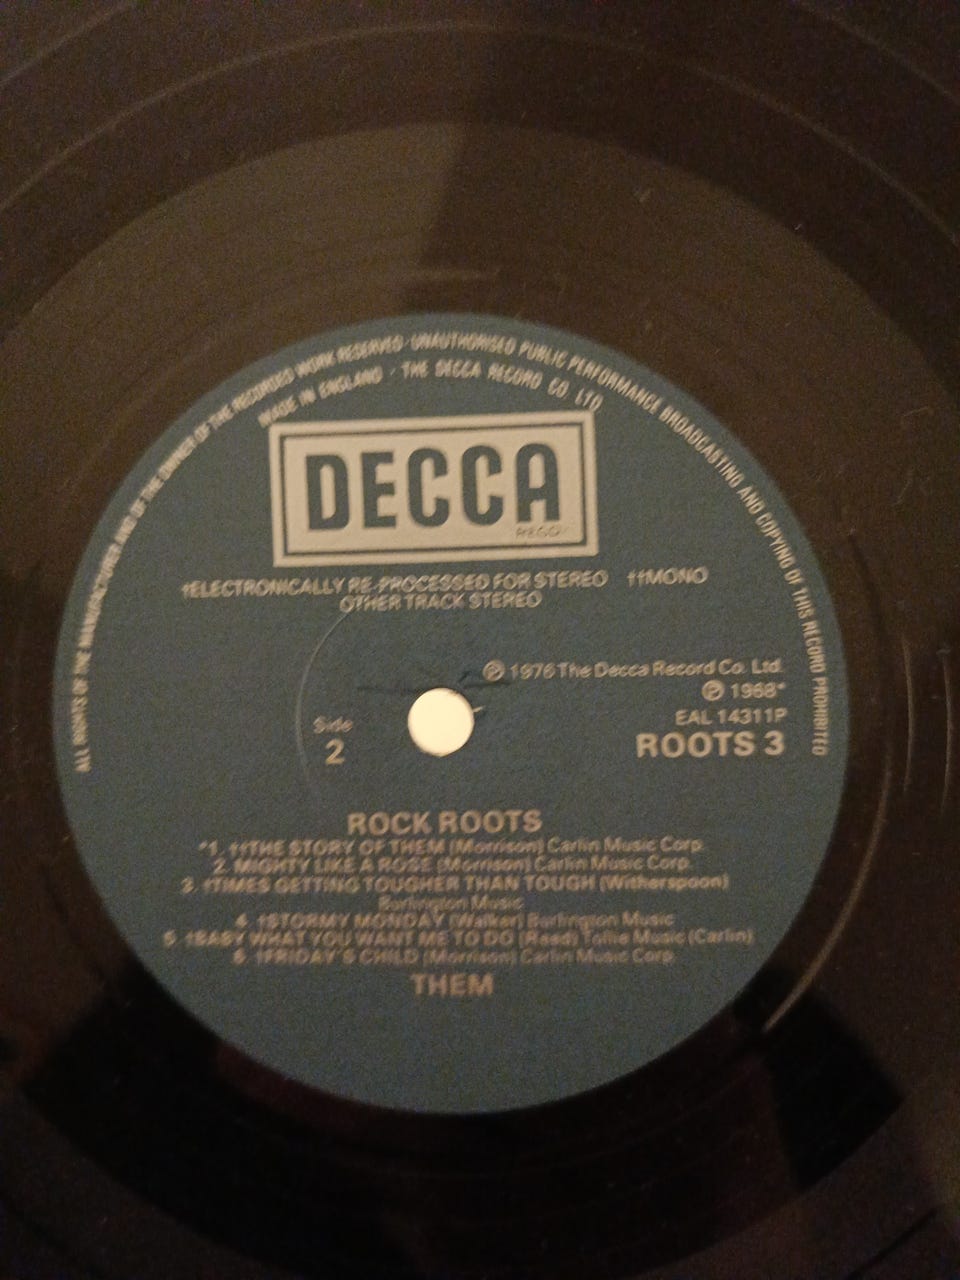 ALL RIGHTS OF THE MANUFACTURER AND OF THE OWNER OF THE RECORDED WORK RESERVED · UNAUTHORISED PUBLIC PERFORMANCE BROADCASTING AND COPYING OF THIS RECORD PROHIBITED
MADE IN ENGLAND · THE DECCA RECORD CO. LTD.
DECCA
REGD
†ELECTRONICALLY RE-PROCESSED FOR STEREO ††MONO
OTHER TRACK STEREO
℗ 1976 The Decca Record Co. Ltd.
℗ 1968*
EAL 14311P
ROOTS 3
Side
2
ROCK ROOTS
*1. ††THE STORY OF THEM (Morrison) Carlin Music Corp.
2. MIGHTY LIKE A ROSE (Morrison) Carlin Music Corp.
3. †TIMES GETTING TOUGHER THAN TOUGH (Witherspoon)
Burlington Music
4. †STORMY MONDAY (Walker) Burlington Music
5. †BABY WHAT YOU WANT ME TO DO (Reed) Tollie Music (Carlin)
6. †FRIDAY'S CHILD (Morrison) Carlin Music Corp.
THEM